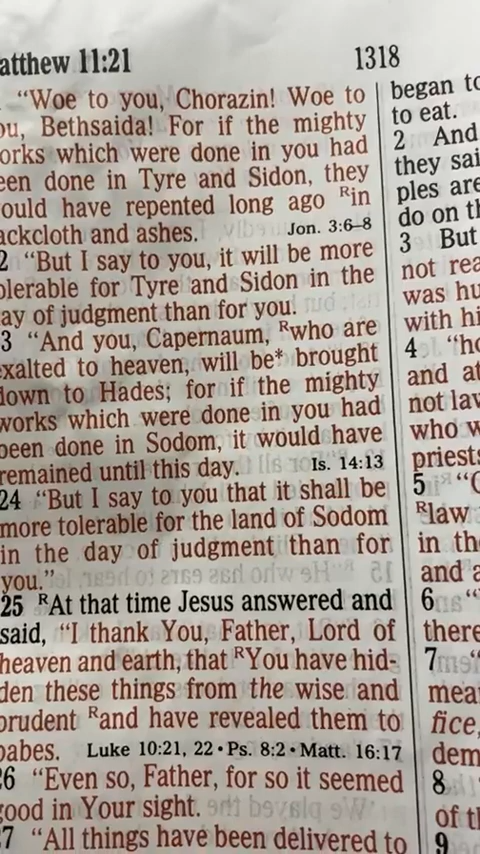 atthew 11:21
1318
"Woe to you, Chorazin! Woe to
ou, Bethsaida! For if the mighty
orks which were done in you had
een done in Tyre and Sidon, they
ould have repented long ago ᴿin
ackcloth and ashes. Jon. 3:6–8
2 "But I say to you, it will be more
olerable for Tyre and Sidon in the
ay of judgment than for you.
3 "And you, Capernaum, ᴿwho are
exalted to heaven, will be* brought
down to Hades; for if the mighty
works which were done in you had
been done in Sodom, it would have
remained until this day. Is. 14:13
24 "But I say to you that it shall be
more tolerable for the land of Sodom
in the day of judgment than for
you."
25 ᴿAt that time Jesus answered and
said, "I thank You, Father, Lord of
heaven and earth, that ᴿYou have hid-
den these things from the wise and
prudent ᴿand have revealed them to
babes. Luke 10:21, 22 • Ps. 8:2 • Matt. 16:17
26 "Even so, Father, for so it seemed
good in Your sight.
7 "All things have been delivered to
began to
to eat.
2 And
they sai
ples are
do on th
3 But
not rea
was hu
with hi
4 "ho
and at
not lav
who w
priests
5 "O
ᴿlaw
in th
and a
6 "
there
7 "
mea
fice,
dem
8
of th
9